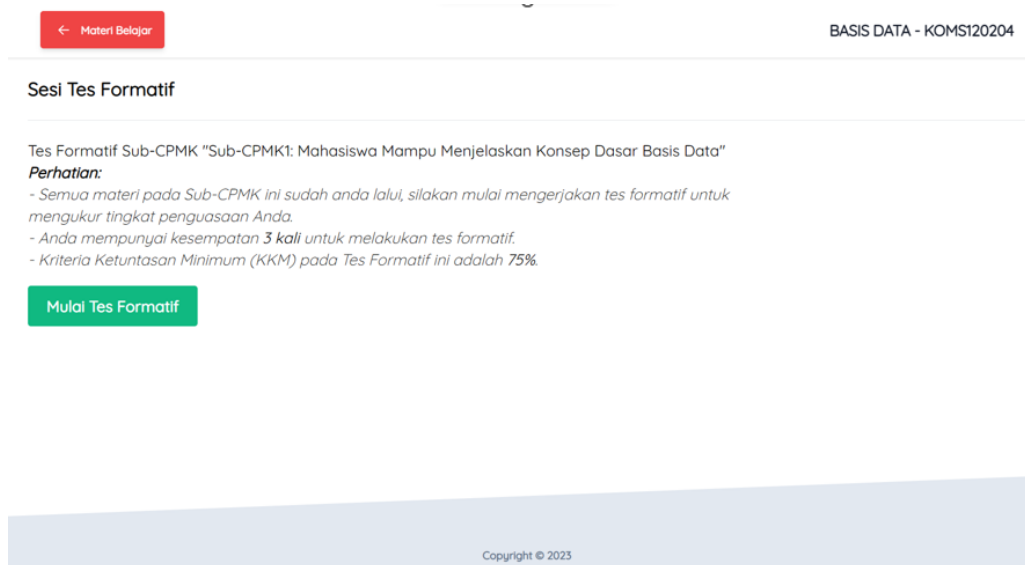 ← Materi Belajar
BASIS DATA - KOMS120204
Sesi Tes Formatif
Tes Formatif Sub-CPMK "Sub-CPMK1: Mahasiswa Mampu Menjelaskan Konsep Dasar Basis Data"
Perhatian:
- Semua materi pada Sub-CPMK ini sudah anda lalui, silakan mulai mengerjakan tes formatif untuk
mengukur tingkat penguasaan Anda.
- Anda mempunyai kesempatan 3 kali untuk melakukan tes formatif.
- Kriteria Ketuntasan Minimum (KKM) pada Tes Formatif ini adalah 75%.
Mulai Tes Formatif
Copyright © 2023